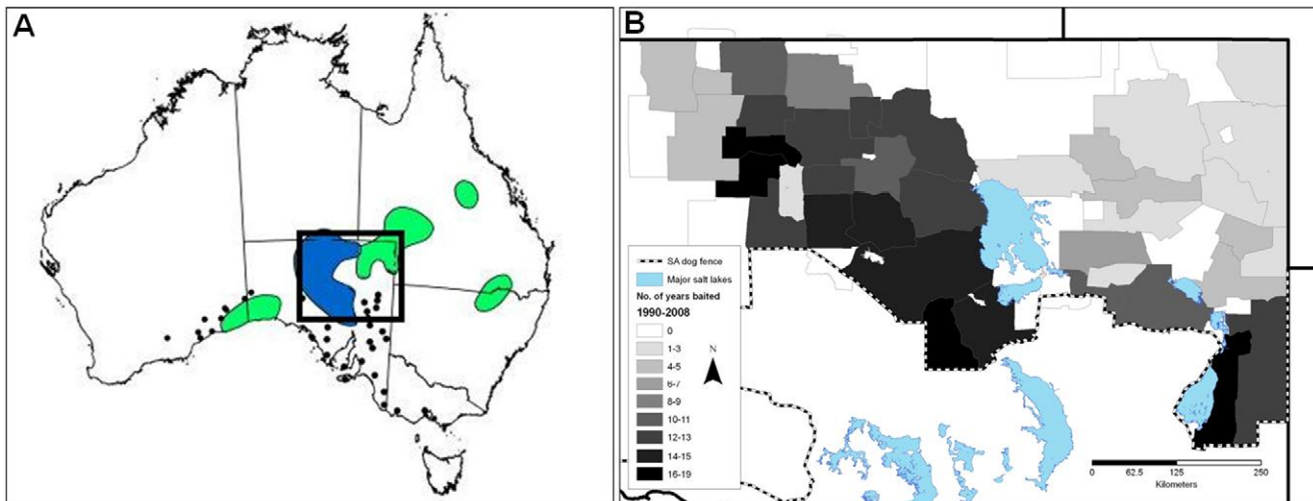 A
B
SA dog fence
Major salt lakes
No. of years baited
1990-2008
0
1-3
4-5
6-7
8-9
10-11
12-13
14-15
16-19
N
0 62.5 125 250
Kilometers